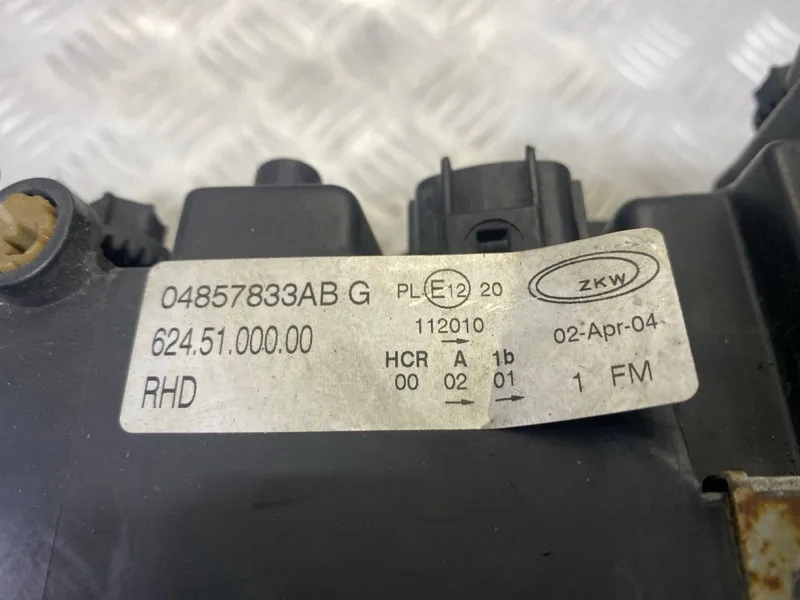 04857833AB G
624.51.000.00
RHD
PL E12 20
112010
→
HCR A 1b
00 02 01
→ →
ZKW
02-Apr-04
1 FM